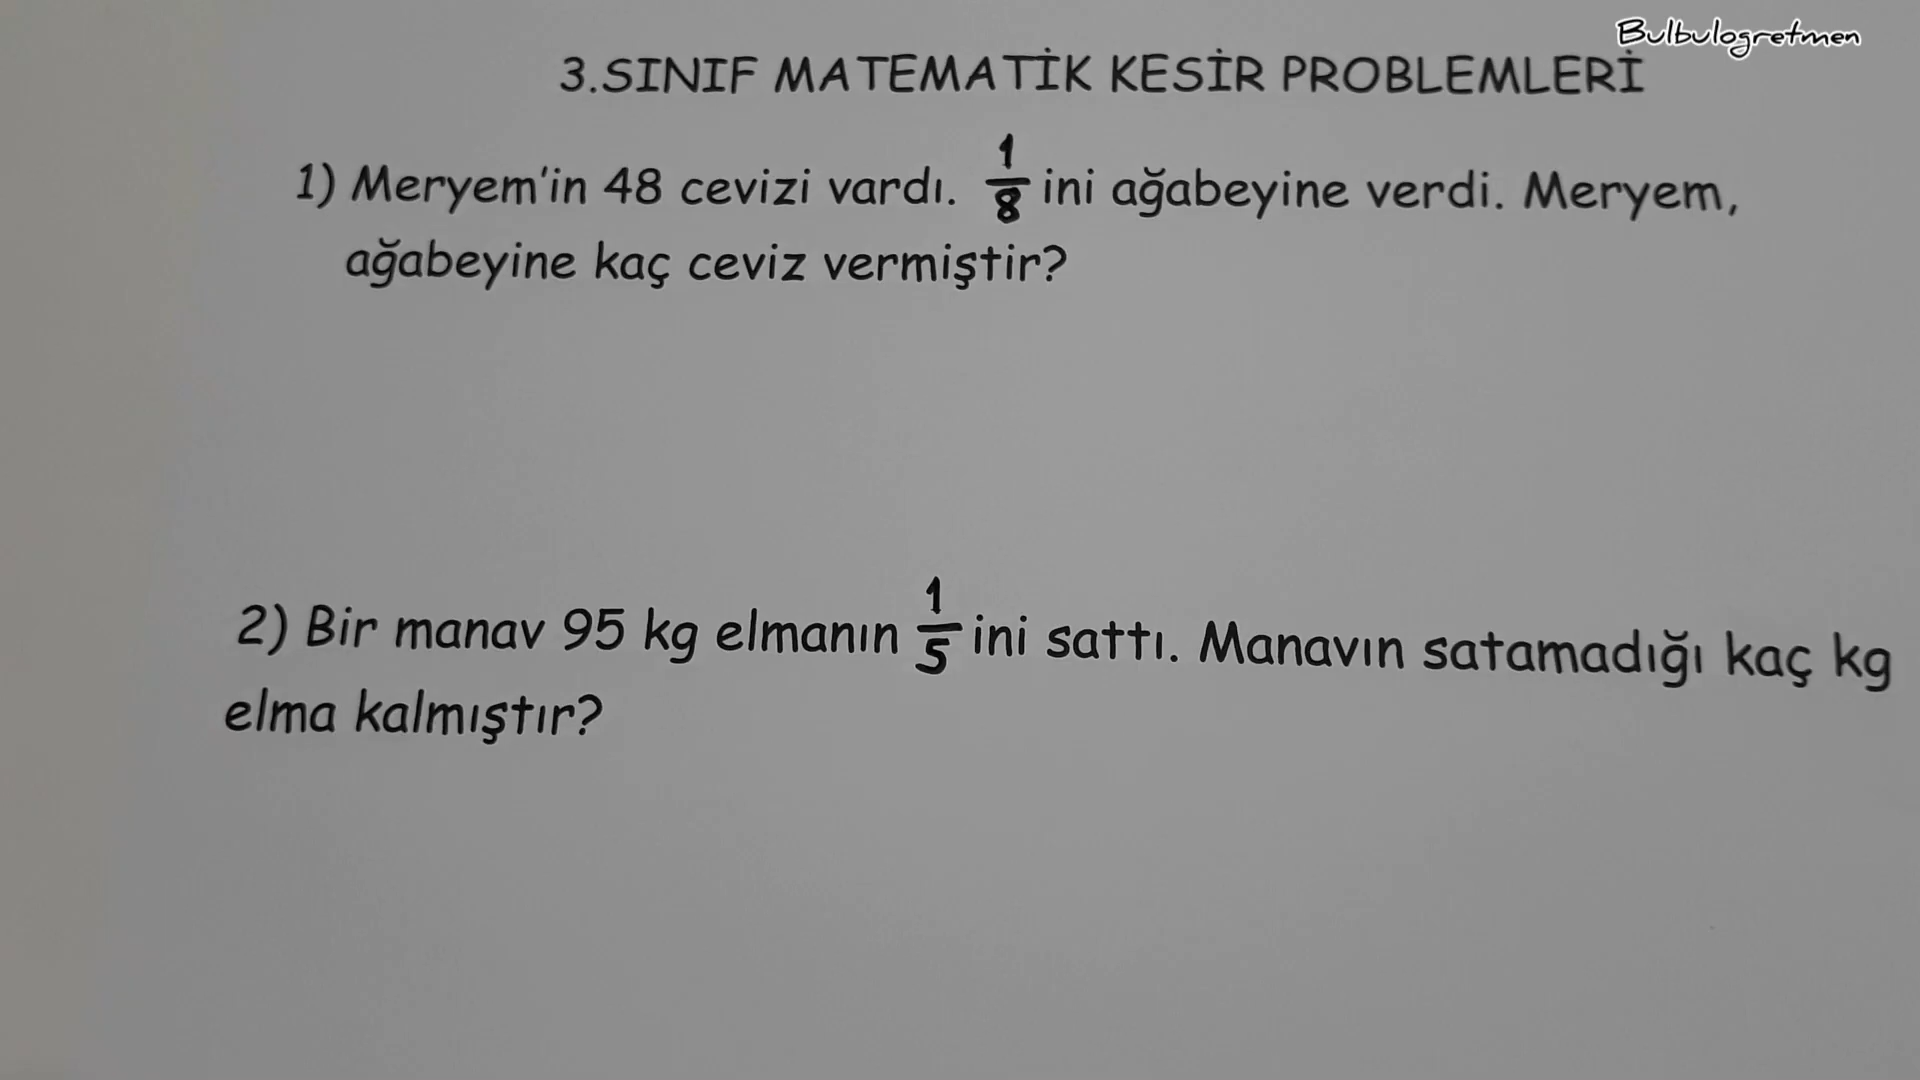 Bulbulogretmen
3.SINIF MATEMATİK KESİR PROBLEMLERİ
1) Meryem'in 48 cevizi vardı. 1/8 ini ağabeyine verdi. Meryem,
ağabeyine kaç ceviz vermiştir?
2) Bir manav 95 kg elmanın 1/5 ini sattı. Manavın satamadığı kaç kg
elma kalmıştır?